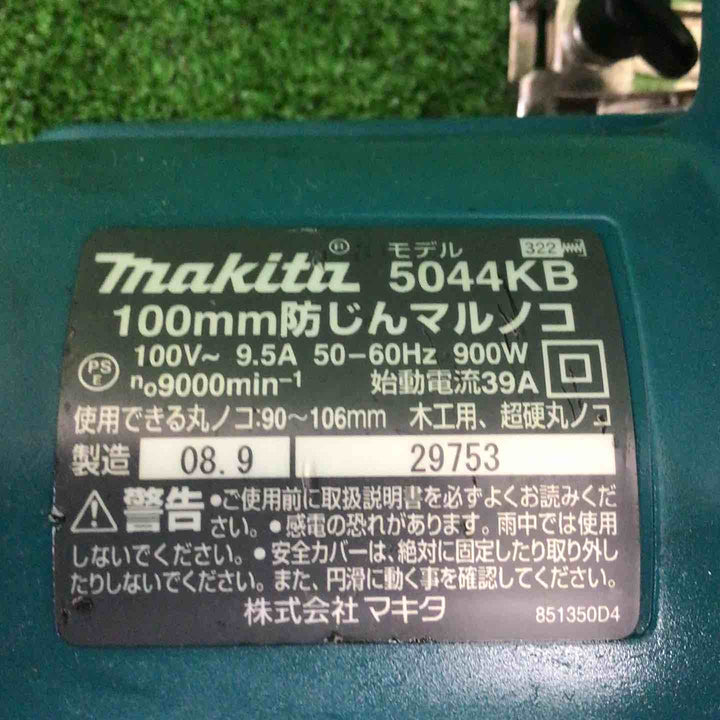 makita® モデル 5044KB 322
100mm防じんマルノコ
PS E 100V~ 9.5A 50-60Hz 900W
n₀9000min⁻¹ 始動電流39A
使用できる丸ノコ:90~106mm 木工用、超硬丸ノコ
製造 08.9 29753
警告 •ご使用前に取扱説明書を必ずよくお読みくだ
さい。•感電の恐れがあります。雨中では使用
しないでください。•安全カバーは、絶対に固定したり取り外し
たりしないでください。また、円滑に動く事を確認してください。
株式会社 マキタ 851350D4